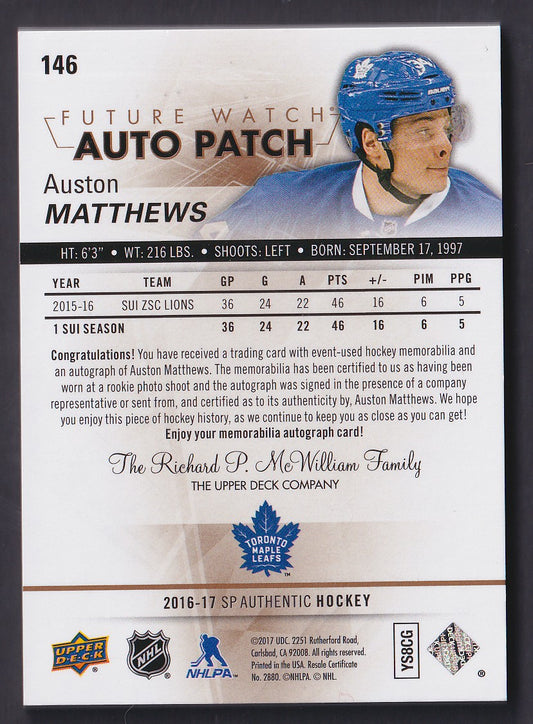 146
FUTURE WATCH
AUTO PATCH
Auston
MATTHEWS
BAUER
HT: 6'3" • WT: 216 LBS. • SHOOTS: LEFT • BORN: SEPTEMBER 17, 1997
YEAR TEAM GP G A PTS +/- PIM PPG
2015-16 SUI ZSC LIONS 36 24 22 46 16 6 5
1 SUI SEASON 36 24 22 46 16 6 5
Congratulations! You have received a trading card with event-used hockey memorabilia and
an autograph of Auston Matthews. The memorabilia has been certified to us as having been
worn at a rookie photo shoot and the autograph was signed in the presence of a company
representative or sent from, and certified as to its authenticity by, Auston Matthews. We hope
you enjoy this piece of hockey history, as we continue to keep you as close as you can get!
Enjoy your memorabilia autograph card!
The Richard P. McWilliam Family
THE UPPER DECK COMPANY
TORONTO
MAPLE
LEAFS
TM
2016-17 SP AUTHENTIC HOCKEY
UPPER
DECK
NHL
NHLPA
©2017 UDC. 2251 Rutherford Road,
Carlsbad, CA 92008. All rights reserved.
Printed in the USA. Resale Certificate
No. 2880. ©NHLPA. © NHL.
YS8CG
®